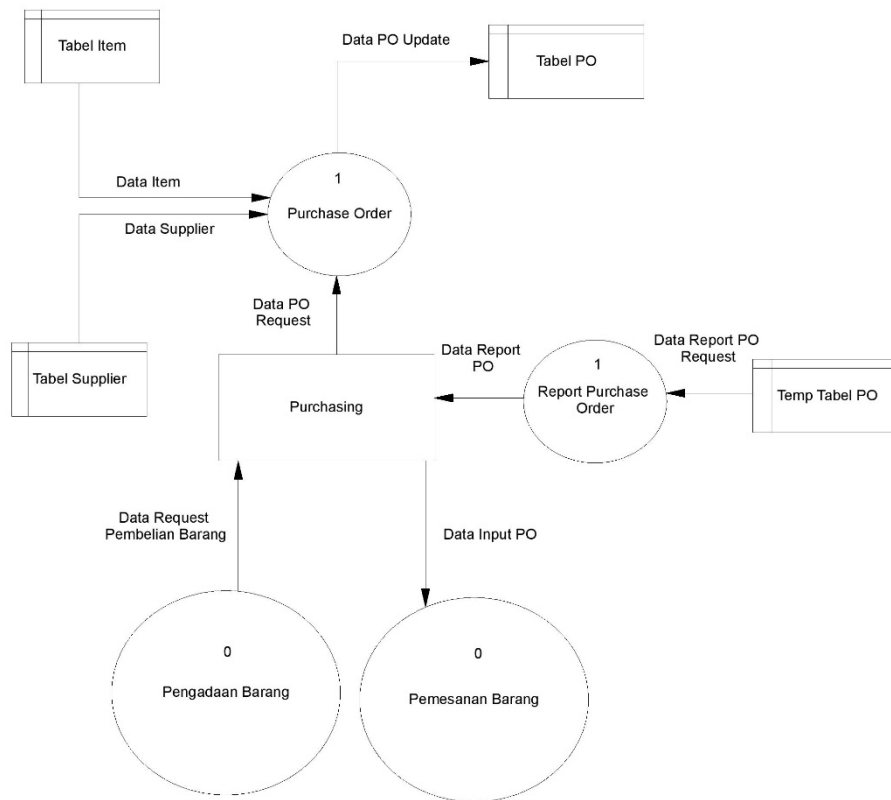 Tabel Item
Data PO Update
Tabel PO
1
Purchase Order
Data Item
Data Supplier
Data PO
Request
Tabel Supplier
Purchasing
Data Report
PO
1
Report Purchase
Order
Data Report PO
Request
Temp Tabel PO
Data Request
Pembelian Barang
Data Input PO
0
Pengadaan Barang
0
Pemesanan Barang